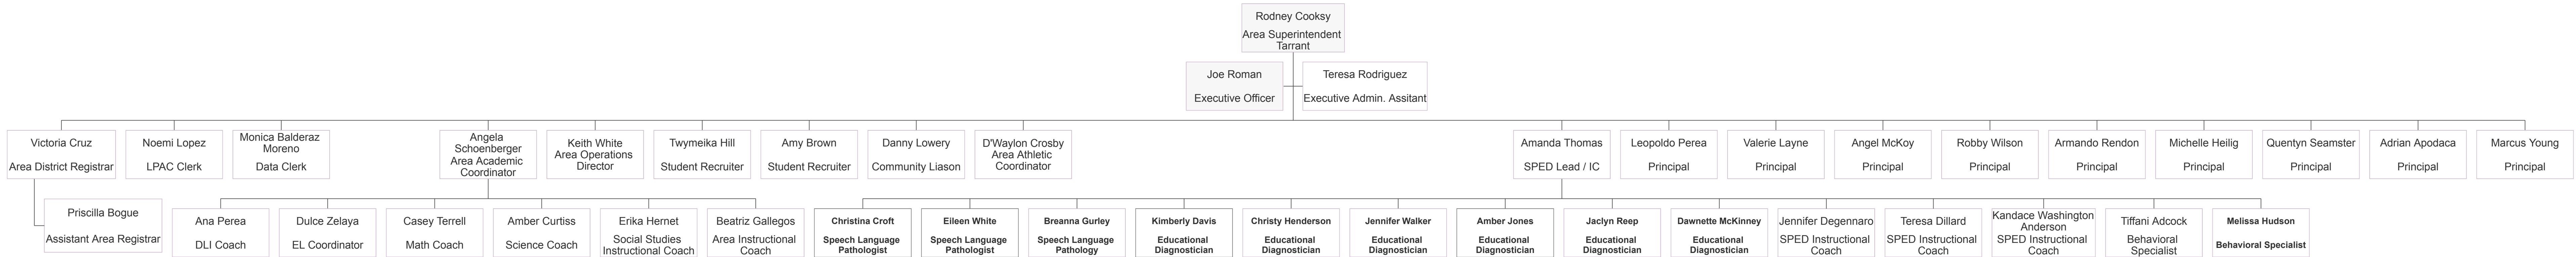 Rodney Cooksy
Area Superintendent
Tarrant
Joe Roman
Executive Officer
Teresa Rodriguez
Executive Admin. Assitant
Victoria Cruz
Area District Registrar
Noemi Lopez
LPAC Clerk
Monica Balderaz
Moreno
Data Clerk
Angela
Schoenberger
Area Academic
Coordinator
Keith White
Area Operations
Director
Twymeika Hill
Student Recruiter
Amy Brown
Student Recruiter
Danny Lowery
Community Liason
D'Waylon Crosby
Area Athletic
Coordinator
Amanda Thomas
SPED Lead / IC
Leopoldo Perea
Principal
Valerie Layne
Principal
Angel McKoy
Principal
Robby Wilson
Principal
Armando Rendon
Principal
Michelle Heilig
Principal
Quentyn Seamster
Principal
Adrian Apodaca
Principal
Marcus Young
Principal
Priscilla Bogue
Assistant Area Registrar
Ana Perea
DLI Coach
Dulce Zelaya
EL Coordinator
Casey Terrell
Math Coach
Amber Curtiss
Science Coach
Erika Hernet
Social Studies
Instructional Coach
Beatriz Gallegos
Area Instructional
Coach
Christina Croft
Speech Language
Pathologist
Eileen White
Speech Language
Pathologist
Breanna Gurley
Speech Language
Pathology
Kimberly Davis
Educational
Diagnostician
Christy Henderson
Educational
Diagnostician
Jennifer Walker
Educational
Diagnostician
Amber Jones
Educational
Diagnostician
Jaclyn Reep
Educational
Diagnostician
Dawnette McKinney
Educational
Diagnostician
Jennifer Degennaro
SPED Instructional
Coach
Teresa Dillard
SPED Instructional
Coach
Kandace Washington
Anderson
SPED Instructional
Coach
Tiffani Adcock
Behavioral
Specialist
Melissa Hudson
Behavioral Specialist